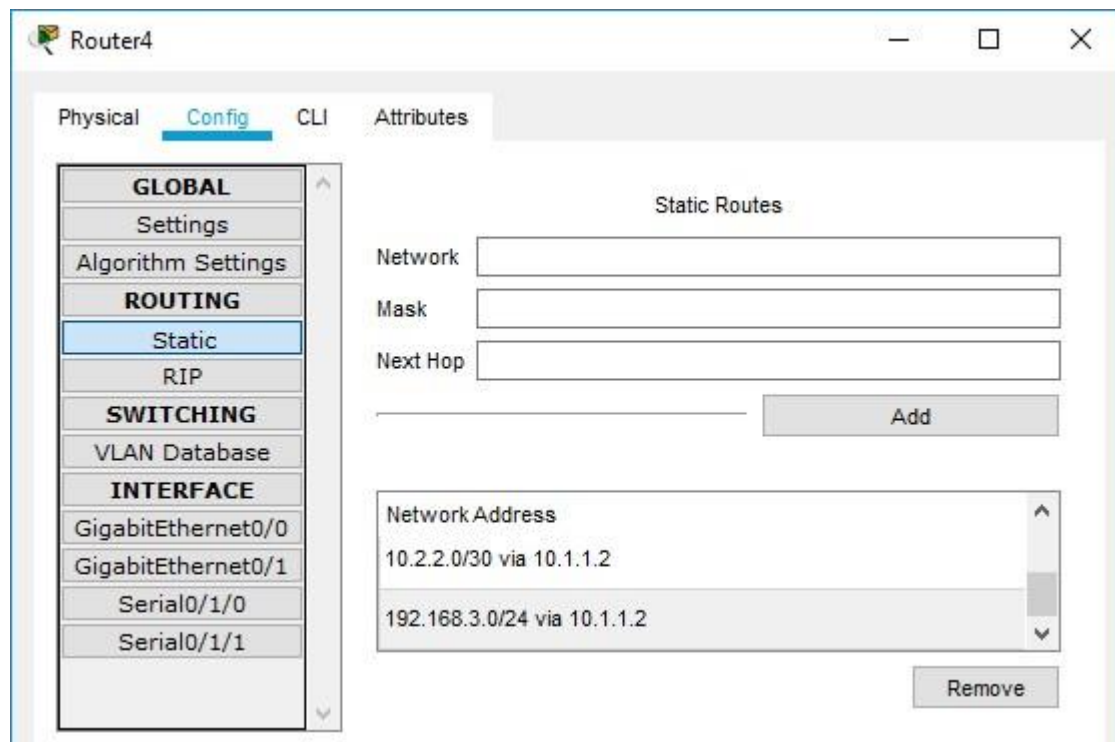 Router4
Physical Config CLI Attributes
GLOBAL
Settings
Algorithm Settings
ROUTING
Static
RIP
SWITCHING
VLAN Database
INTERFACE
GigabitEthernet0/0
GigabitEthernet0/1
Serial0/1/0
Serial0/1/1
Static Routes
Network
Mask
Next Hop
Add
Network Address
10.2.2.0/30 via 10.1.1.2
192.168.3.0/24 via 10.1.1.2
Remove